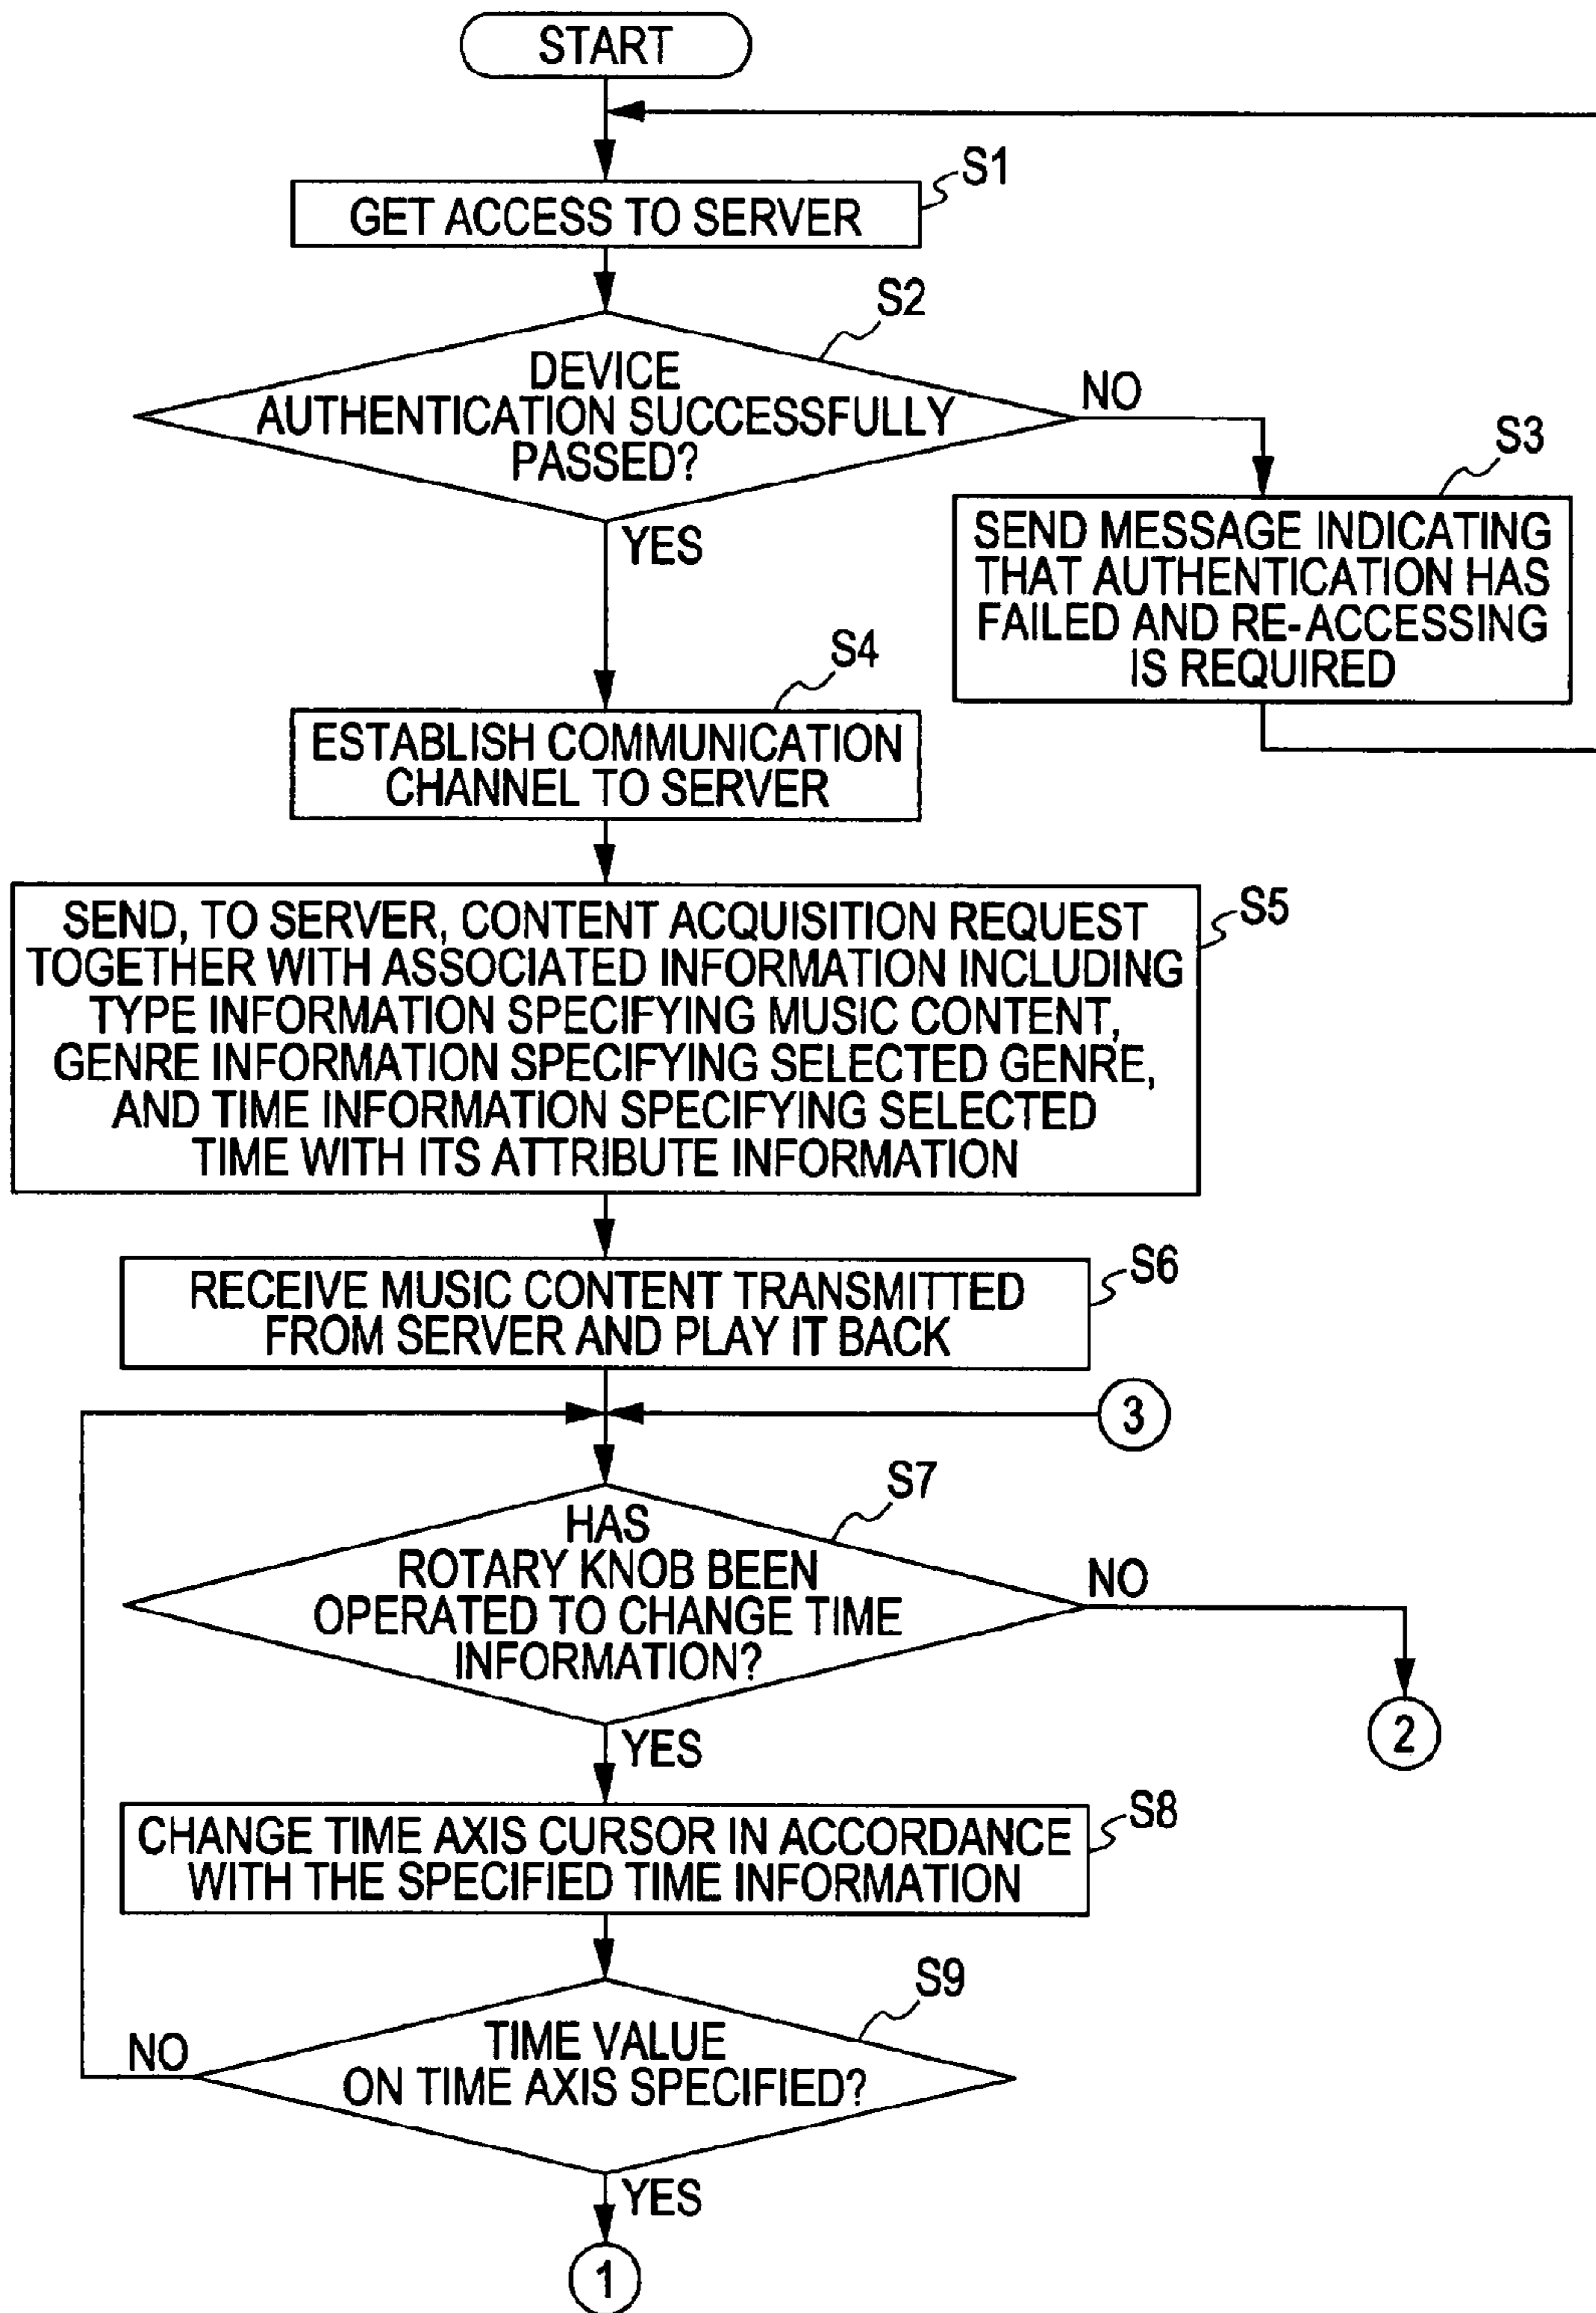 START
S1
GET ACCESS TO SERVER
S2
DEVICE
AUTHENTICATION SUCCESSFULLY
PASSED?
NO
YES
S3
SEND MESSAGE INDICATING
THAT AUTHENTICATION HAS
FAILED AND RE-ACCESSING
IS REQUIRED
S4
ESTABLISH COMMUNICATION
CHANNEL TO SERVER
S5
SEND, TO SERVER, CONTENT ACQUISITION REQUEST
TOGETHER WITH ASSOCIATED INFORMATION INCLUDING
TYPE INFORMATION SPECIFYING MUSIC CONTENT,
GENRE INFORMATION SPECIFYING SELECTED GENRE,
AND TIME INFORMATION SPECIFYING SELECTED
TIME WITH ITS ATTRIBUTE INFORMATION
S6
RECEIVE MUSIC CONTENT TRANSMITTED
FROM SERVER AND PLAY IT BACK
3
S7
HAS
ROTARY KNOB BEEN
OPERATED TO CHANGE TIME
INFORMATION?
NO
2
YES
S8
CHANGE TIME AXIS CURSOR IN ACCORDANCE
WITH THE SPECIFIED TIME INFORMATION
S9
TIME VALUE
ON TIME AXIS SPECIFIED?
NO
YES
1